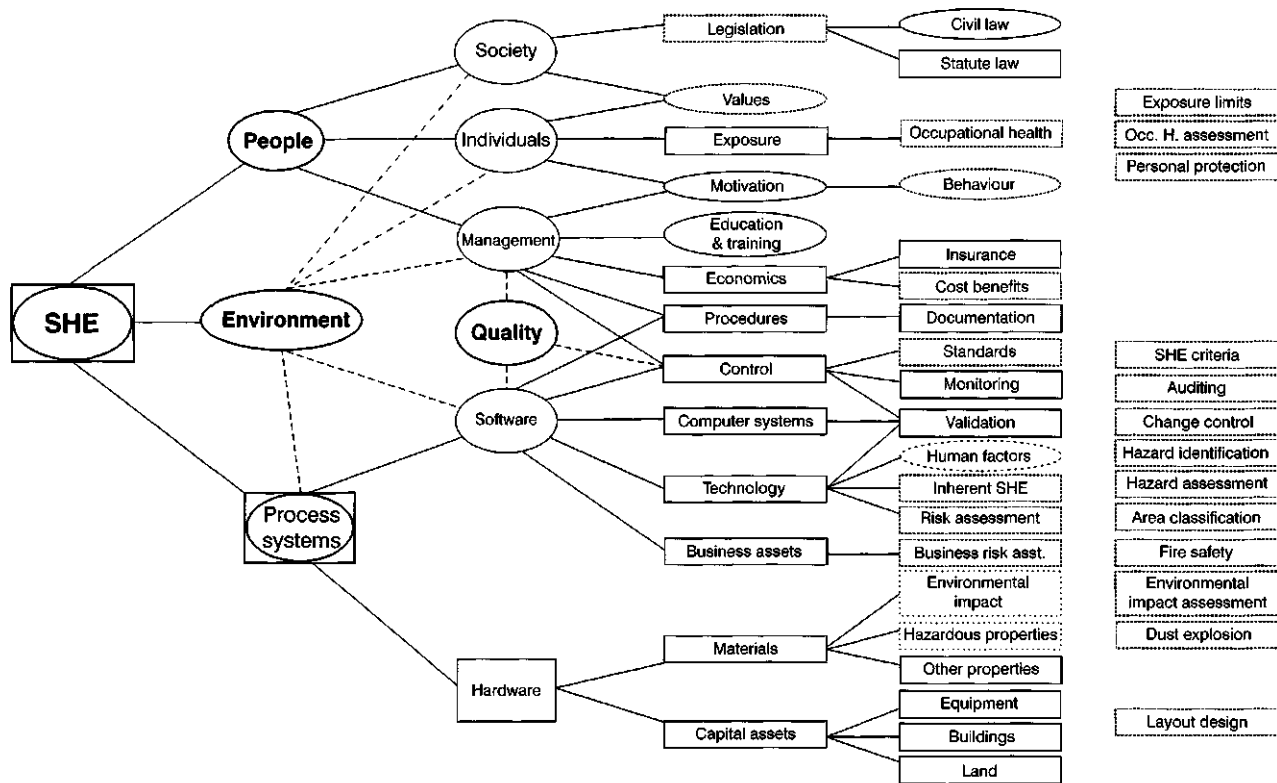 SHE
People
Environment
Process
systems
Society
Individuals
Management
Quality
Software
Hardware
Legislation
Values
Exposure
Motivation
Education
& training
Economics
Procedures
Control
Computer systems
Technology
Business assets
Materials
Capital assets
Civil law
Statute law
Occupational health
Behaviour
Insurance
Cost benefits
Documentation
Standards
Monitoring
Validation
Human factors
Inherent SHE
Risk assessment
Business risk asst.
Environmental
impact
Hazardous properties
Other properties
Equipment
Buildings
Land
Exposure limits
Occ. H. assessment
Personal protection
SHE criteria
Auditing
Change control
Hazard identification
Hazard assessment
Area classification
Fire safety
Environmental
impact assessment
Dust explosion
Layout design